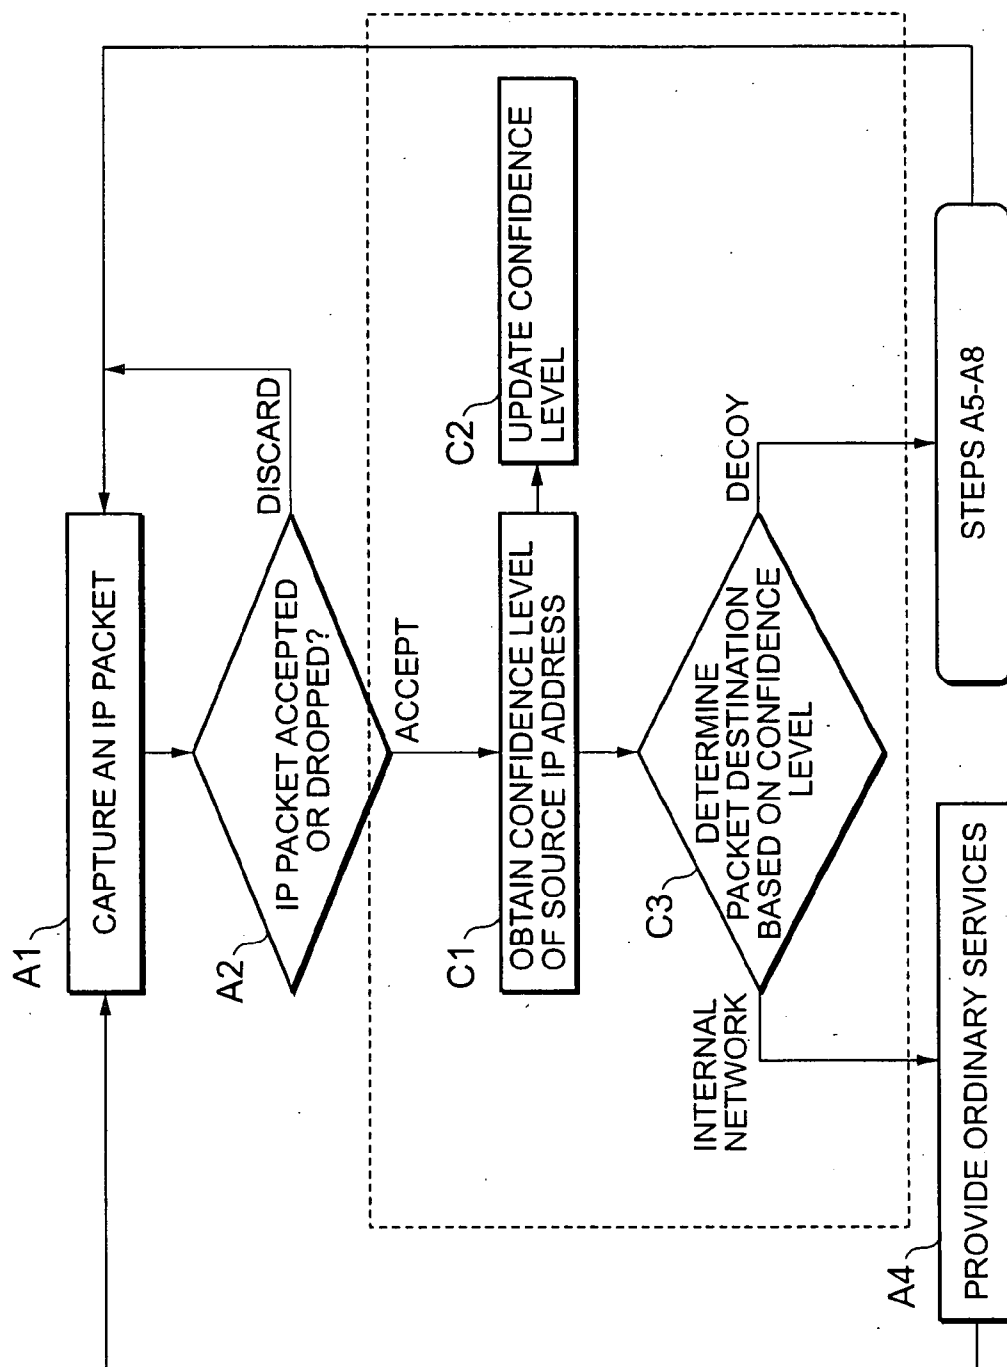 A1
CAPTURE AN IP PACKET
A2
IP PACKET ACCEPTED
OR DROPPED?
DISCARD
ACCEPT
C1
OBTAIN CONFIDENCE LEVEL
OF SOURCE IP ADDRESS
C2
UPDATE CONFIDENCE
LEVEL
C3
DETERMINE
PACKET DESTINATION
BASED ON CONFIDENCE
LEVEL
INTERNAL
NETWORK
DECOY
A4
PROVIDE ORDINARY SERVICES
STEPS A5-A8